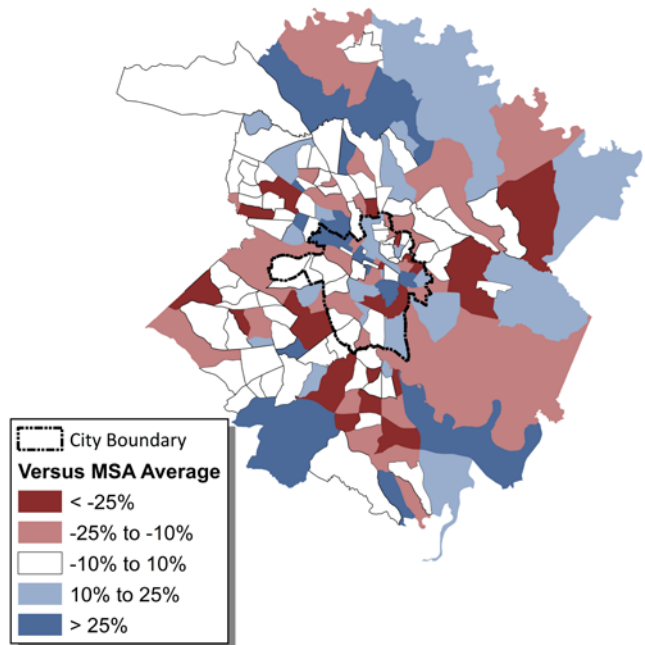 City Boundary
Versus MSA Average
< -25%
-25% to -10%
-10% to 10%
10% to 25%
> 25%